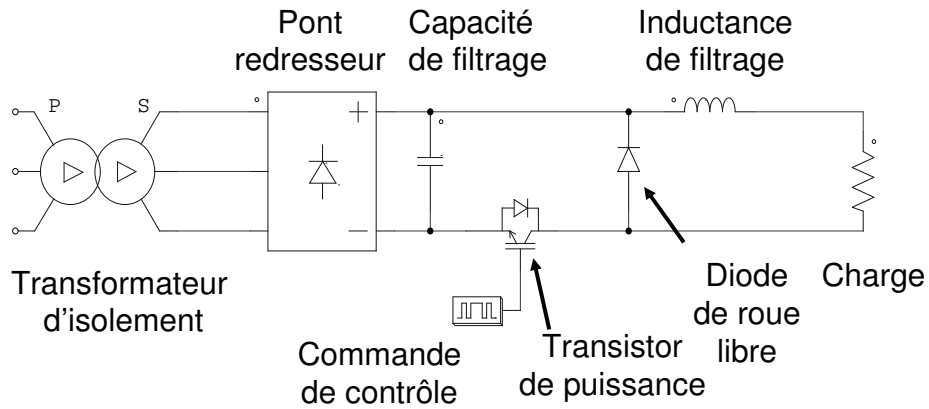 Pont
redresseur
Capacité
de filtrage
Inductance
de filtrage
P
S
+
−
Transformateur
d'isolement
Commande
de contrôle
Transistor
de puissance
Diode
de roue
libre
Charge